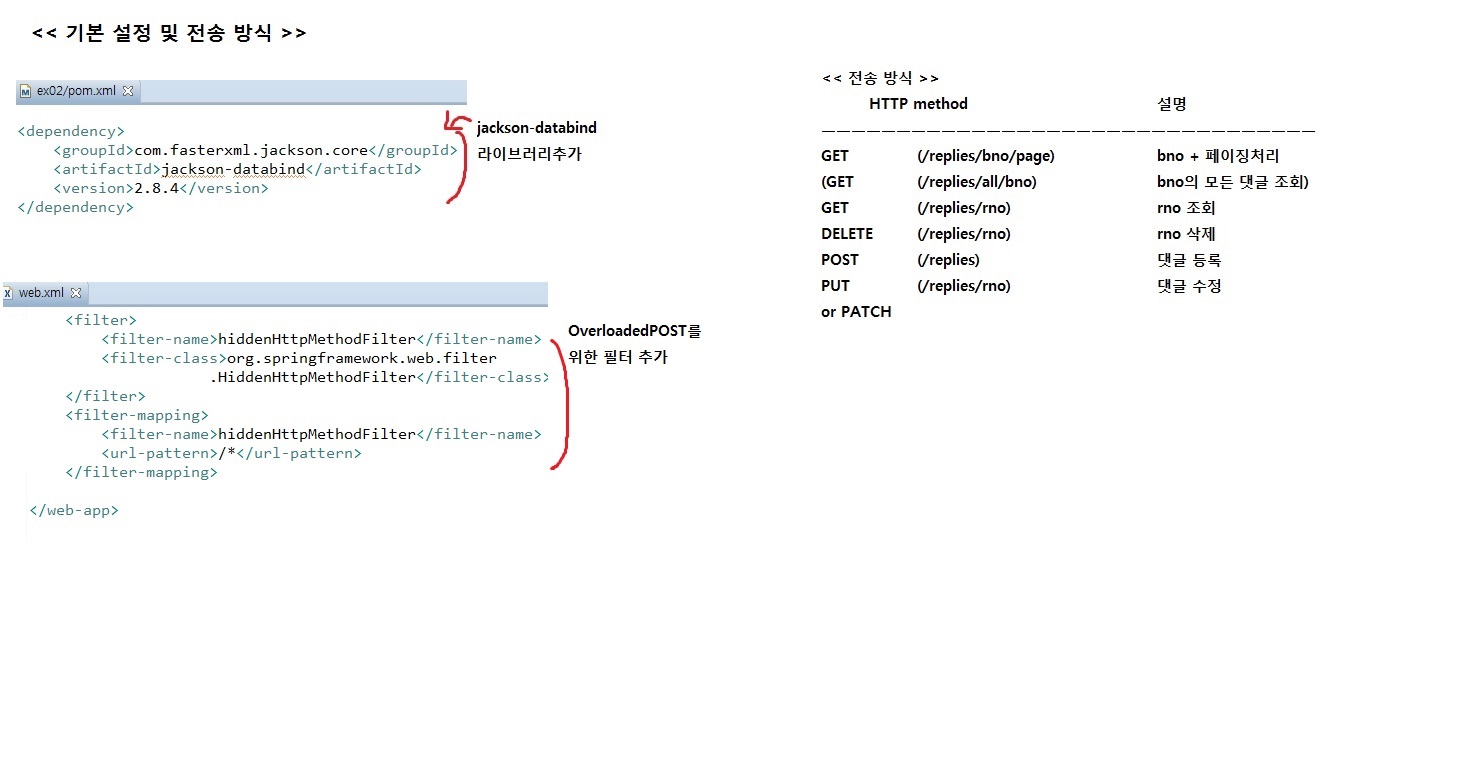 << 기본 설정 및 전송 방식 >>
ex02/pom.xml
<dependency>
<groupId>com.fasterxml.jackson.core</groupId>
<artifactId>jackson-databind</artifactId>
<version>2.8.4</version>
</dependency>
jackson-databind
라이브러리추가
web.xml
<filter>
<filter-name>hiddenHttpMethodFilter</filter-name>
<filter-class>org.springframework.web.filter
.HiddenHttpMethodFilter</filter-class>
</filter>
<filter-mapping>
<filter-name>hiddenHttpMethodFilter</filter-name>
<url-pattern>/*</url-pattern>
</filter-mapping>
</web-app>
OverloadedPOST를
위한 필터 추가
<< 전송 방식 >>
HTTP method 설명
GET (/replies/bno/page) bno + 페이징처리
(GET (/replies/all/bno) bno의 모든 댓글 조회)
GET (/replies/rno) rno 조회
DELETE (/replies/rno) rno 삭제
POST (/replies) 댓글 등록
PUT (/replies/rno) 댓글 수정
or PATCH